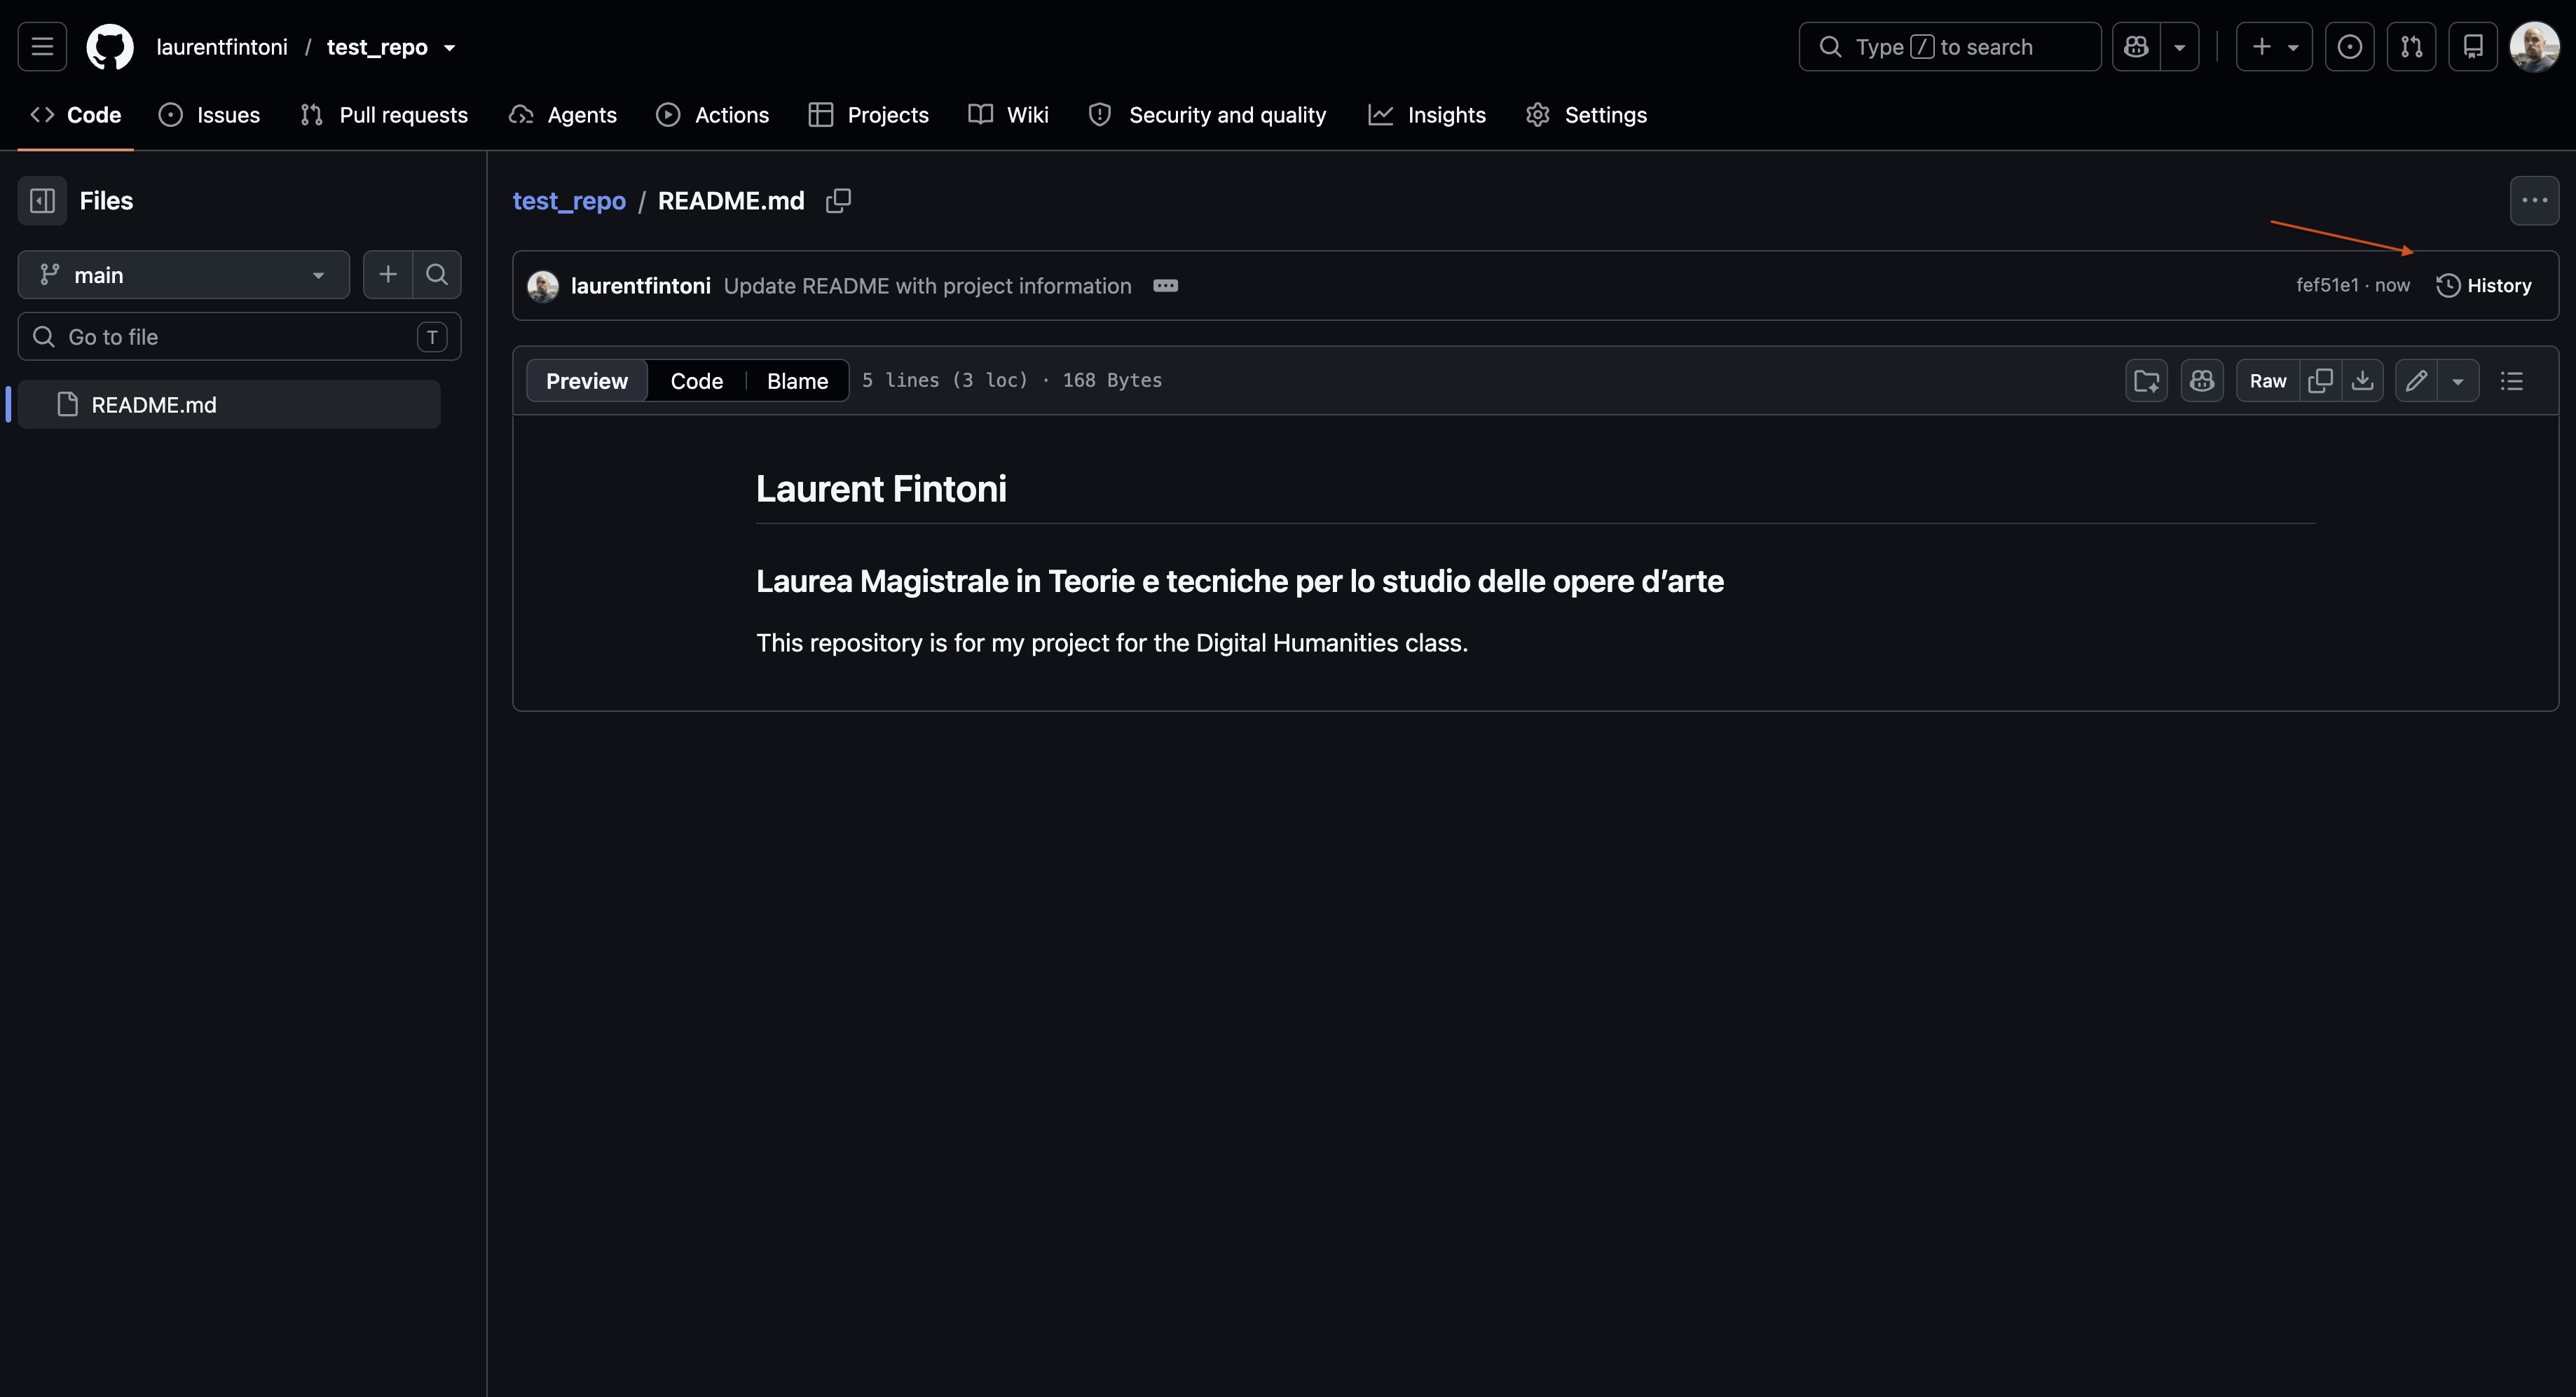 laurentfintoni / test_repo
Type / to search
Code Issues Pull requests Agents Actions Projects Wiki Security and quality Insights Settings
Files
main
Go to file T
README.md
test_repo / README.md
laurentfintoni Update README with project information
fef51e1 · now History
Preview Code Blame 5 lines (3 loc) · 168 Bytes
Raw
Laurent Fintoni
Laurea Magistrale in Teorie e tecniche per lo studio delle opere d’arte
This repository is for my project for the Digital Humanities class.